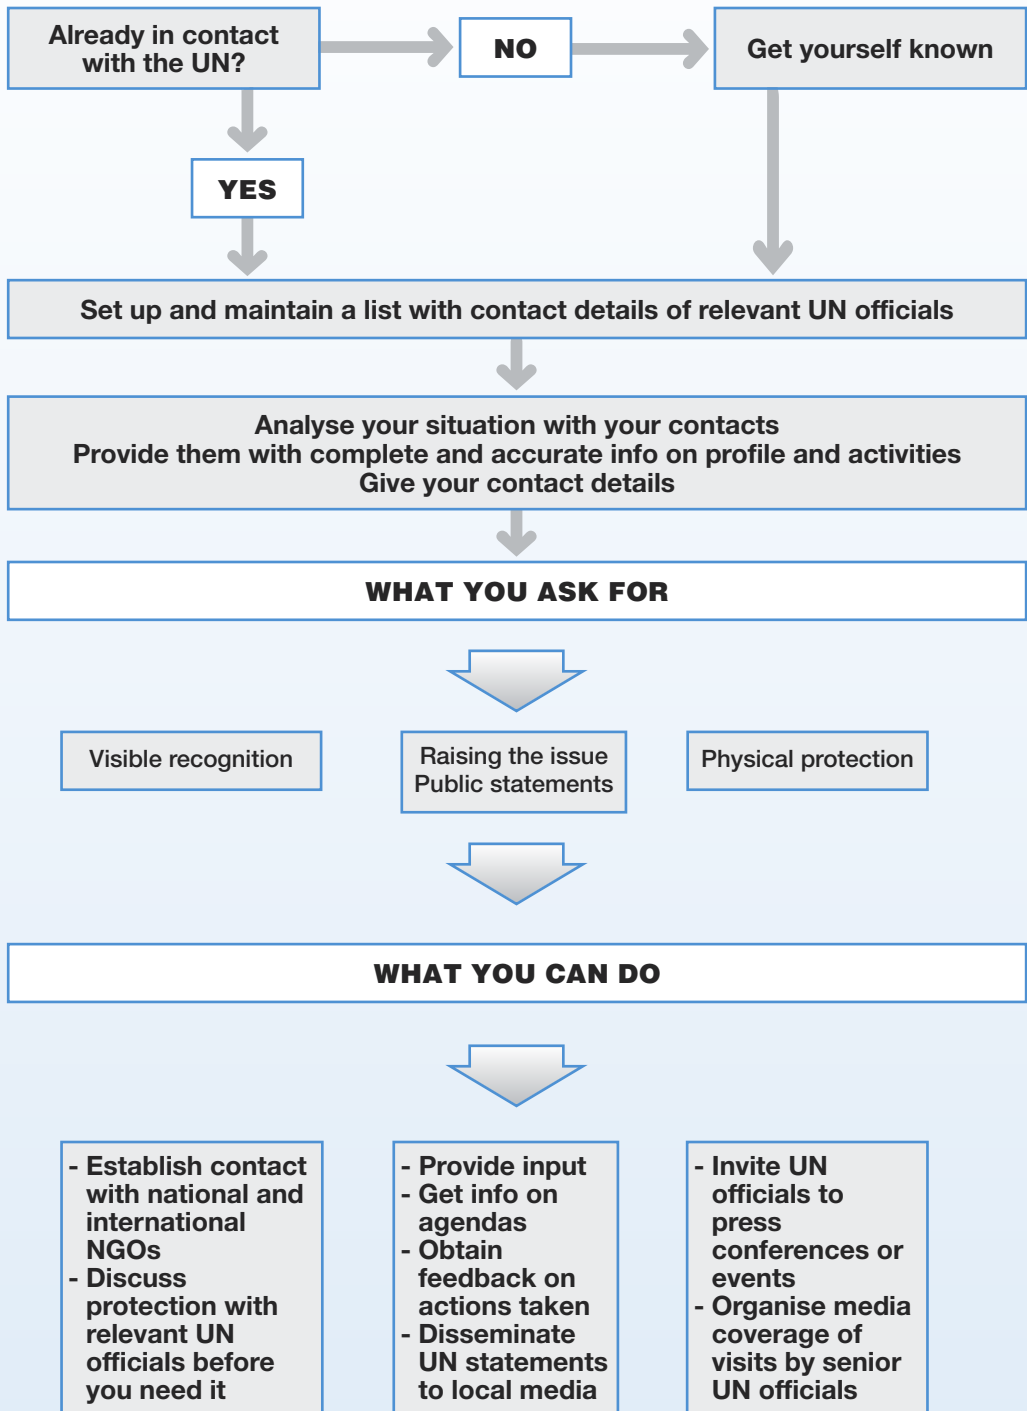 Already in contact
with the UN?
NO
Get yourself known
YES
Set up and maintain a list with contact details of relevant UN officials
Analyse your situation with your contacts
Provide them with complete and accurate info on profile and activities
Give your contact details
WHAT YOU ASK FOR
Visible recognition
Raising the issue
Public statements
Physical protection
WHAT YOU CAN DO
- Establish contact
with national and
international
NGOs
- Discuss
protection with
relevant UN
officials before
you need it
- Provide input
- Get info on
agendas
- Obtain
feedback on
actions taken
- Disseminate
UN statements
to local media
- Invite UN
officials to
press
conferences or
events
- Organise media
coverage of
visits by senior
UN officials